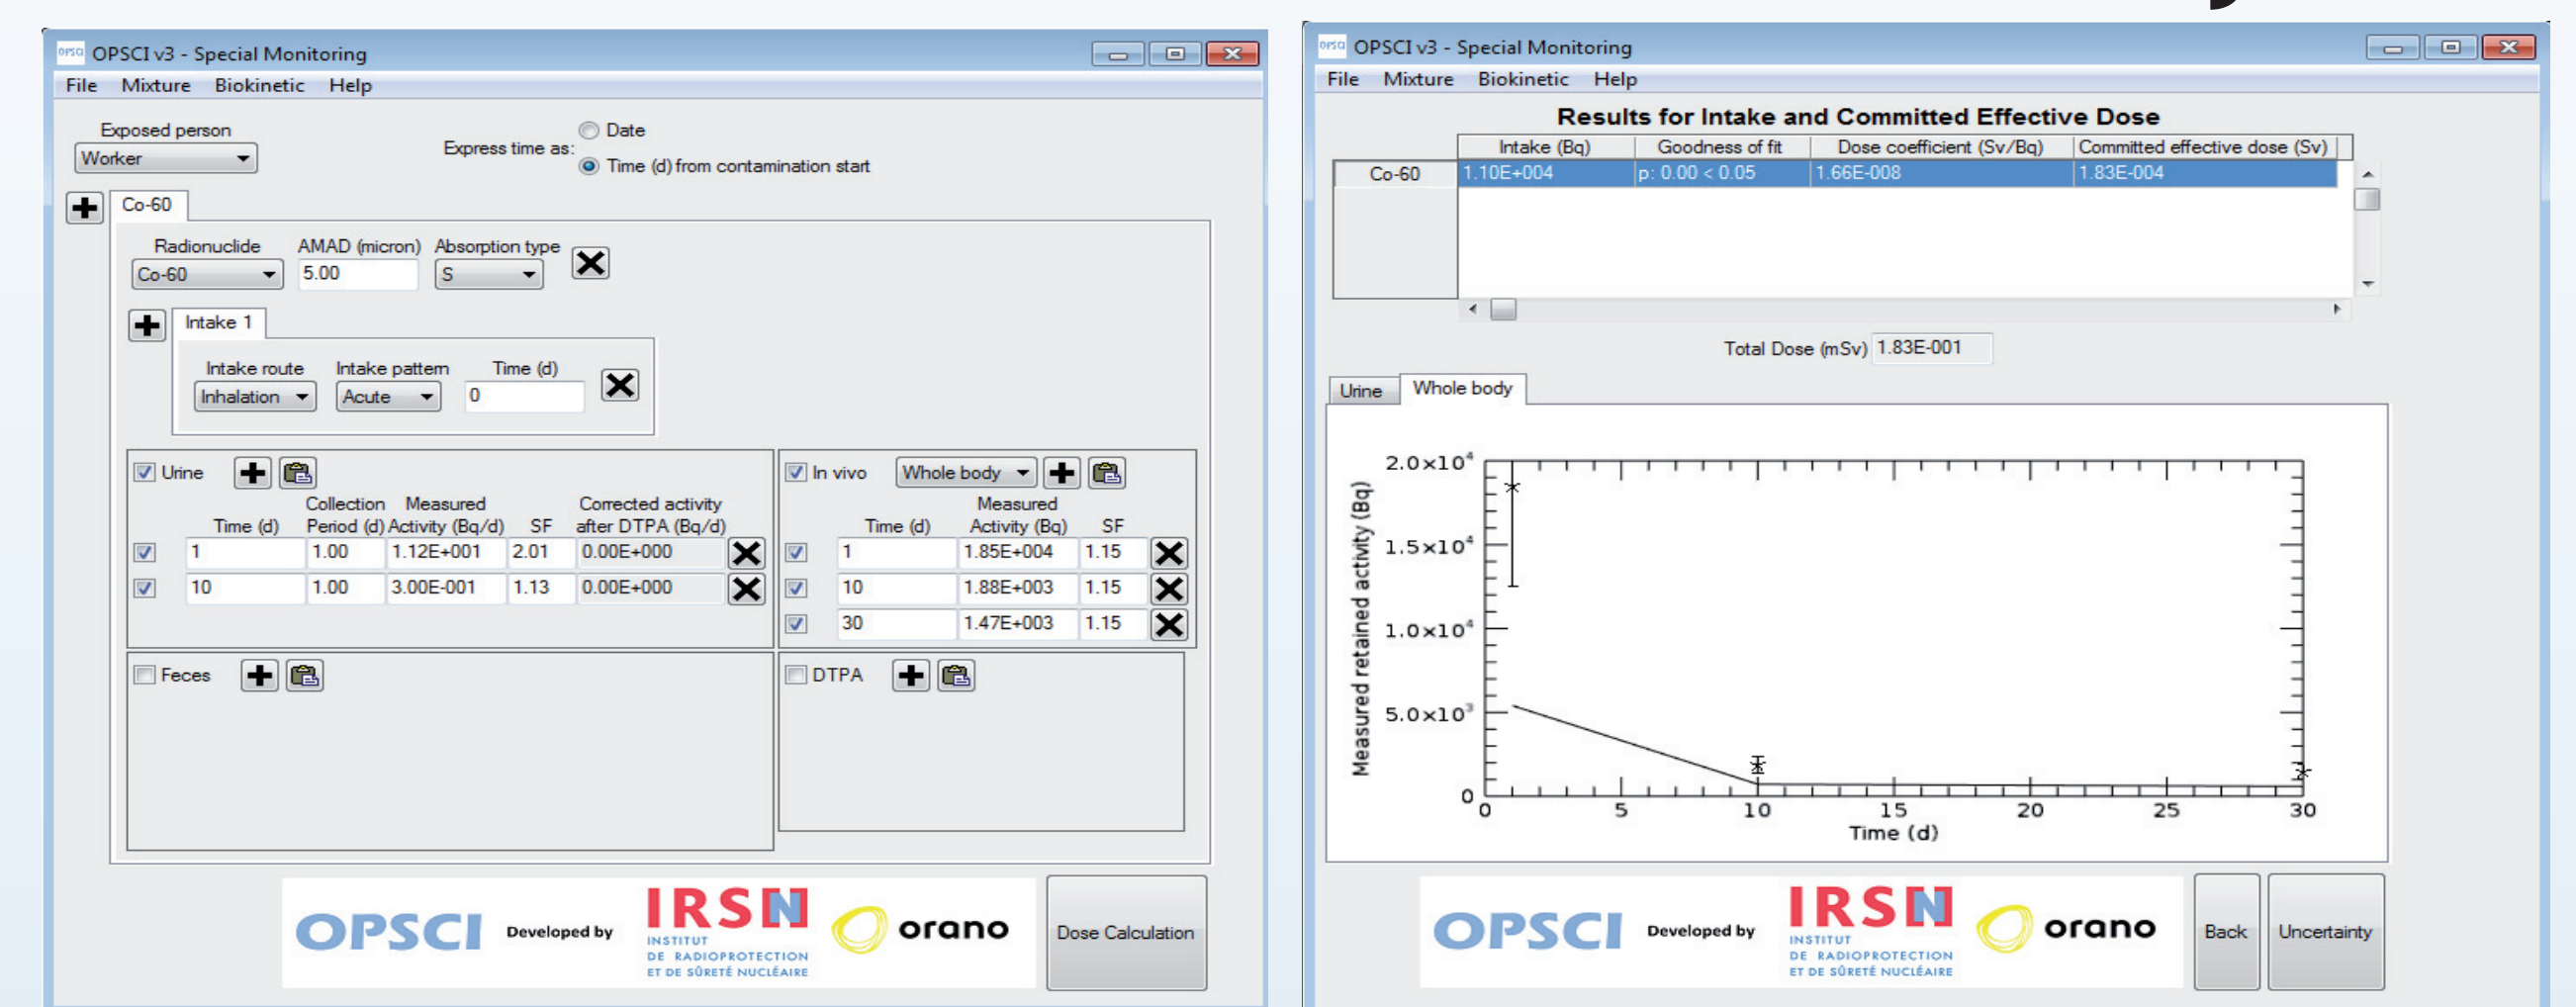 OPSCI OPSCI v3 - Special Monitoring
File Mixture Biokinetic Help
Exposed person
Worker
Express time as:
Date
Time (d) from contamination start
Co-60
Radionuclide AMAD (micron) Absorption type
Co-60 5.00 S
Intake 1
Intake route Intake pattern Time (d)
Inhalation Acute 0
Urine
Collection Measured Corrected activity
Time (d) Period (d) Activity (Bq/d) SF after DTPA (Bq/d)
1 1.00 1.12E+001 2.01 0.00E+000
10 1.00 3.00E-001 1.13 0.00E+000
In vivo Whole body
Measured
Time (d) Activity (Bq) SF
1 1.85E+004 1.15
10 1.88E+003 1.15
30 1.47E+003 1.15
Feces
DTPA
OPSCI Developed by IRSN orano
INSTITUT
DE RADIOPROTECTION
ET DE SÛRETÉ NUCLÉAIRE
Dose Calculation
OPSCI OPSCI v3 - Special Monitoring
File Mixture Biokinetic Help
Results for Intake and Committed Effective Dose
Intake (Bq) Goodness of fit Dose coefficient (Sv/Bq) Committed effective dose (Sv)
Co-60 1.10E+004 p: 0.00 < 0.05 1.66E-008 1.83E-004
Total Dose (mSv) 1.83E-001
Urine Whole body
Measured retained activity (Bq)
2.0×10⁴
1.5×10⁴
1.0×10⁴
5.0×10³
0
0 5 10 15 20 25 30
Time (d)
OPSCI Developed by IRSN orano
INSTITUT
DE RADIOPROTECTION
ET DE SÛRETÉ NUCLÉAIRE
Back Uncertainty